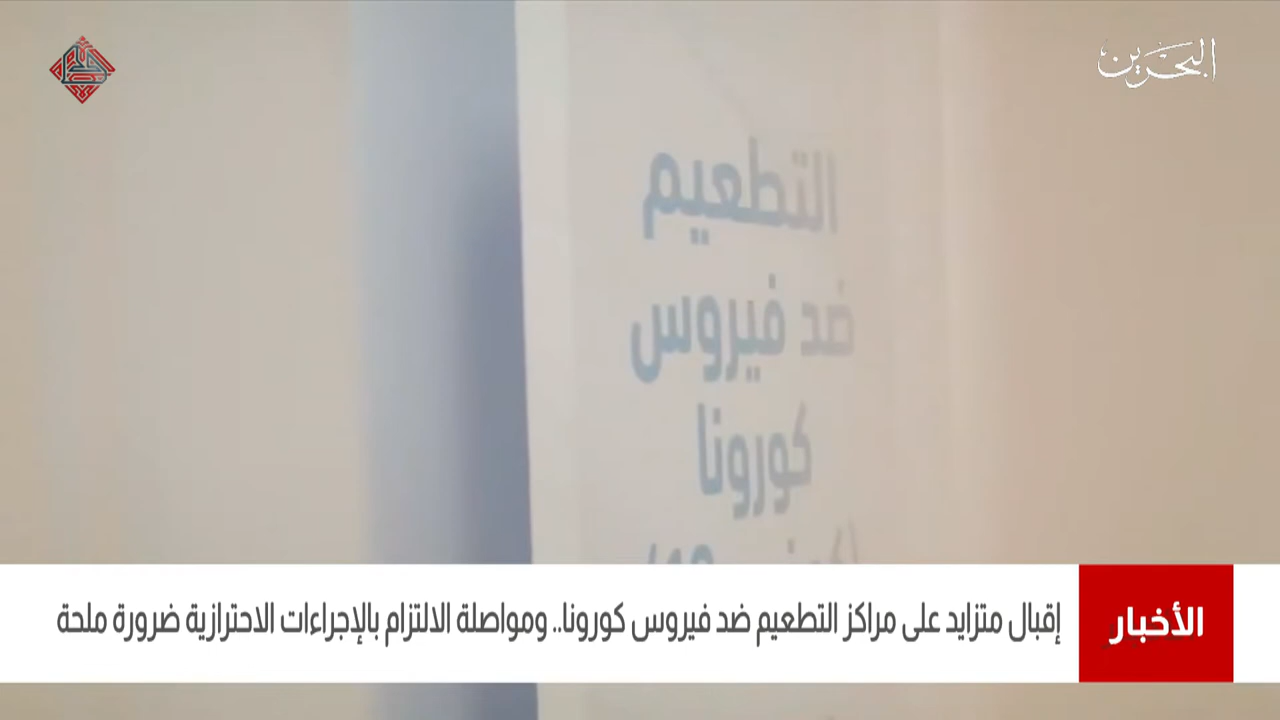 البحرين
التطعيم
ضد فيروس
كورونا
الأخبار
إقبال متزايد على مراكز التطعيم ضد فيروس كورونا.. ومواصلة الالتزام بالإجراءات الاحترازية ضرورة ملحة